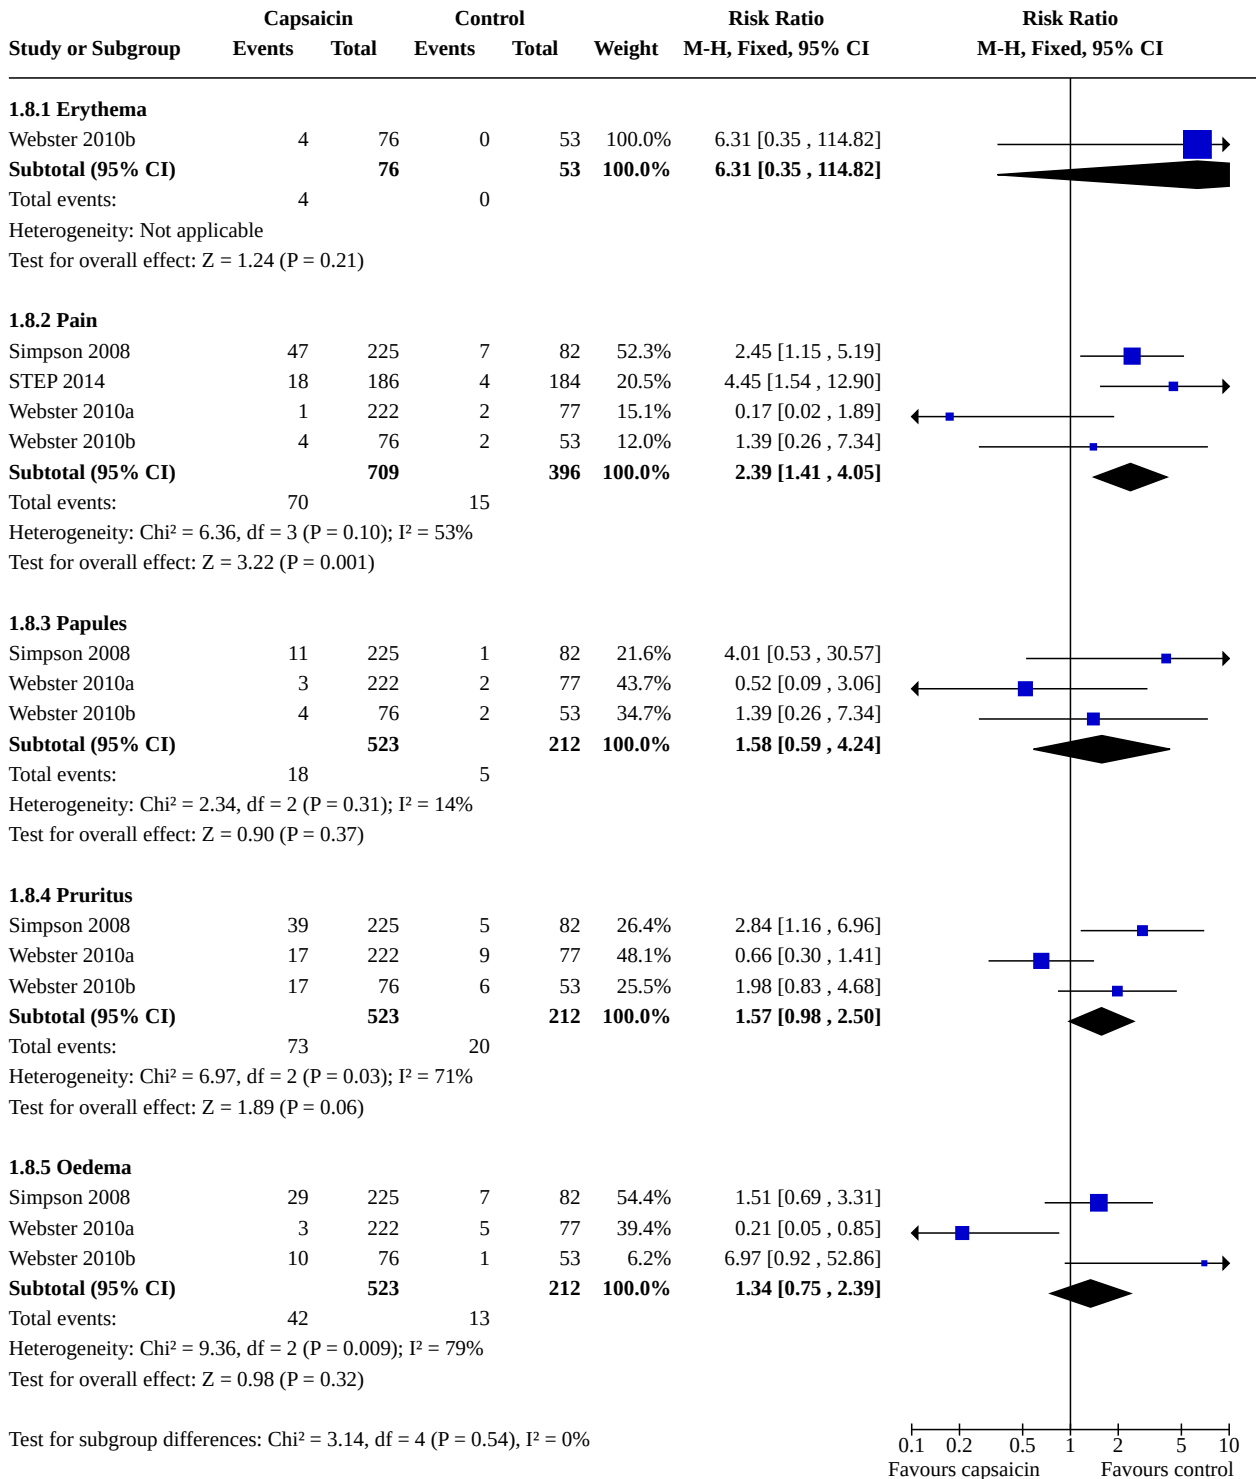 Capsaicin Control Risk Ratio Risk Ratio
Study or Subgroup Events Total Events Total Weight M-H, Fixed, 95% CI M-H, Fixed, 95% CI
1.8.1 Erythema
Webster 2010b 4 76 0 53 100.0% 6.31 [0.35 , 114.82]
Subtotal (95% CI) 76 53 100.0% 6.31 [0.35 , 114.82]
Total events: 4 0
Heterogeneity: Not applicable
Test for overall effect: Z = 1.24 (P = 0.21)
1.8.2 Pain
Simpson 2008 47 225 7 82 52.3% 2.45 [1.15 , 5.19]
STEP 2014 18 186 4 184 20.5% 4.45 [1.54 , 12.90]
Webster 2010a 1 222 2 77 15.1% 0.17 [0.02 , 1.89]
Webster 2010b 4 76 2 53 12.0% 1.39 [0.26 , 7.34]
Subtotal (95% CI) 709 396 100.0% 2.39 [1.41 , 4.05]
Total events: 70 15
Heterogeneity: Chi² = 6.36, df = 3 (P = 0.10); I² = 53%
Test for overall effect: Z = 3.22 (P = 0.001)
1.8.3 Papules
Simpson 2008 11 225 1 82 21.6% 4.01 [0.53 , 30.57]
Webster 2010a 3 222 2 77 43.7% 0.52 [0.09 , 3.06]
Webster 2010b 4 76 2 53 34.7% 1.39 [0.26 , 7.34]
Subtotal (95% CI) 523 212 100.0% 1.58 [0.59 , 4.24]
Total events: 18 5
Heterogeneity: Chi² = 2.34, df = 2 (P = 0.31); I² = 14%
Test for overall effect: Z = 0.90 (P = 0.37)
1.8.4 Pruritus
Simpson 2008 39 225 5 82 26.4% 2.84 [1.16 , 6.96]
Webster 2010a 17 222 9 77 48.1% 0.66 [0.30 , 1.41]
Webster 2010b 17 76 6 53 25.5% 1.98 [0.83 , 4.68]
Subtotal (95% CI) 523 212 100.0% 1.57 [0.98 , 2.50]
Total events: 73 20
Heterogeneity: Chi² = 6.97, df = 2 (P = 0.03); I² = 71%
Test for overall effect: Z = 1.89 (P = 0.06)
1.8.5 Oedema
Simpson 2008 29 225 7 82 54.4% 1.51 [0.69 , 3.31]
Webster 2010a 3 222 5 77 39.4% 0.21 [0.05 , 0.85]
Webster 2010b 10 76 1 53 6.2% 6.97 [0.92 , 52.86]
Subtotal (95% CI) 523 212 100.0% 1.34 [0.75 , 2.39]
Total events: 42 13
Heterogeneity: Chi² = 9.36, df = 2 (P = 0.009); I² = 79%
Test for overall effect: Z = 0.98 (P = 0.32)
Test for subgroup differences: Chi² = 3.14, df = 4 (P = 0.54), I² = 0%
0.1 0.2 0.5 1 2 5 10
Favours capsaicin Favours control